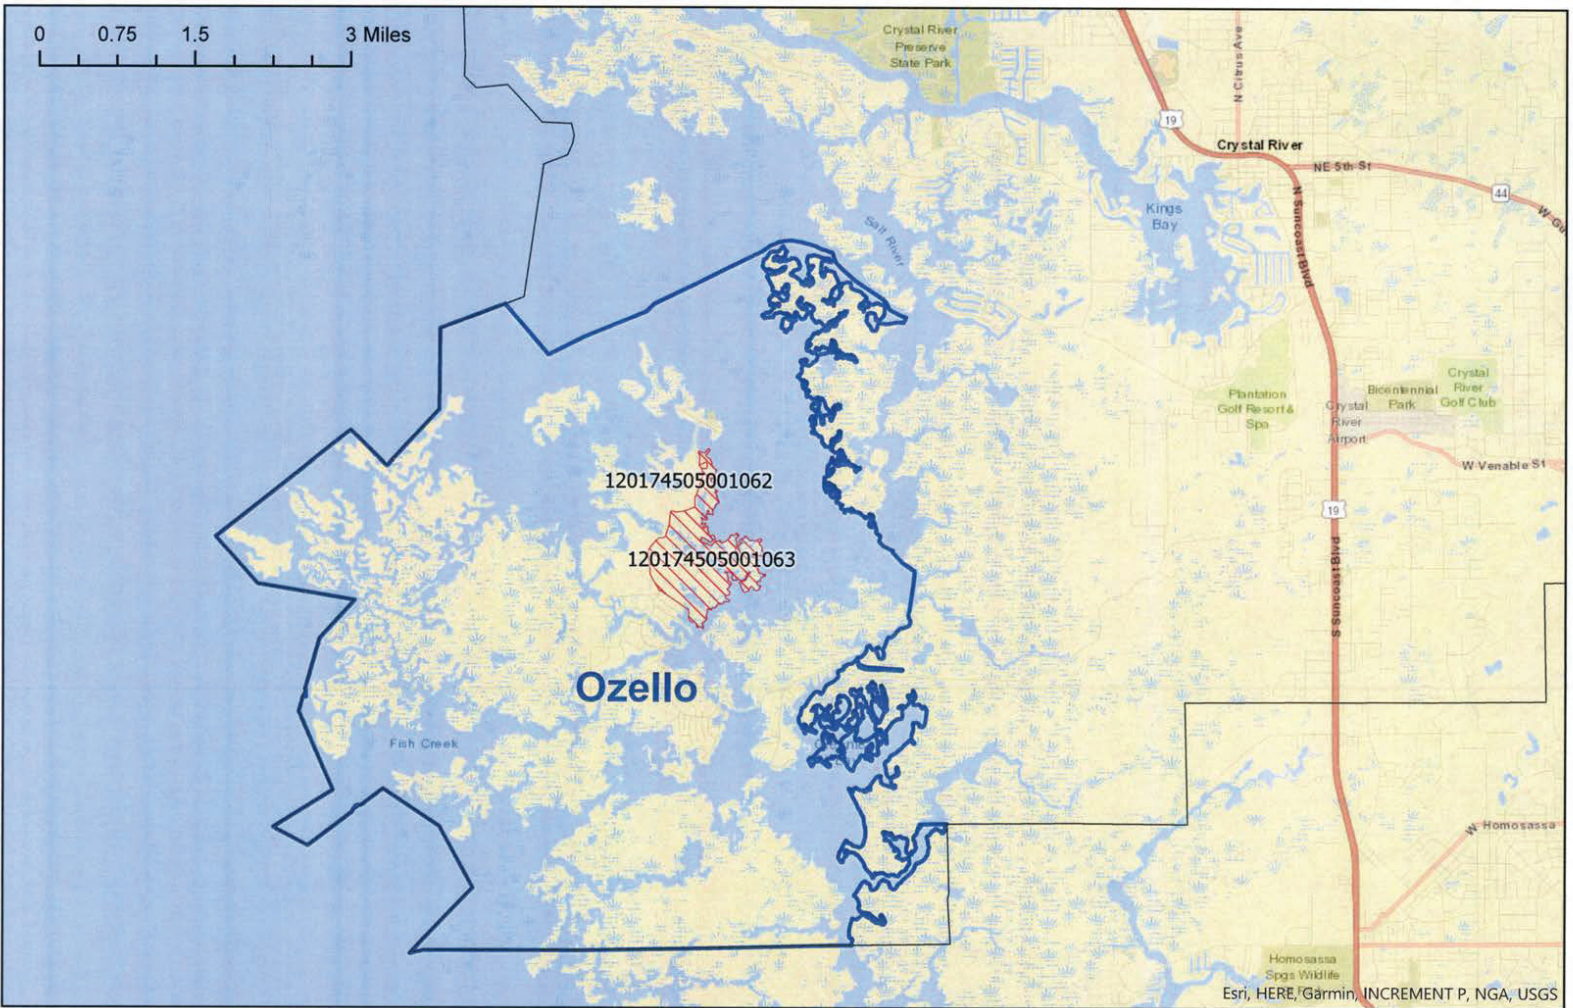 0 0.75 1.5 3 Miles
Crystal River
Preserve
State Park
N Citrus Ave
19
Crystal River
NE 5th St
44
Kings
Bay
Salt River
N Suncoast Blvd
Plantation
Golf Resort &
Spa
Crystal
River
Airport
Bicentennial
Park
Crystal
River
Golf Club
W Venable St
120174505001062
19
120174505001063
S Suncoast Blvd
Ozello
Fish Creek
W Homosassa
Homosassa
Spgs Wildlife
Esri, HERE, Garmin, INCREMENT P, NGA, USGS